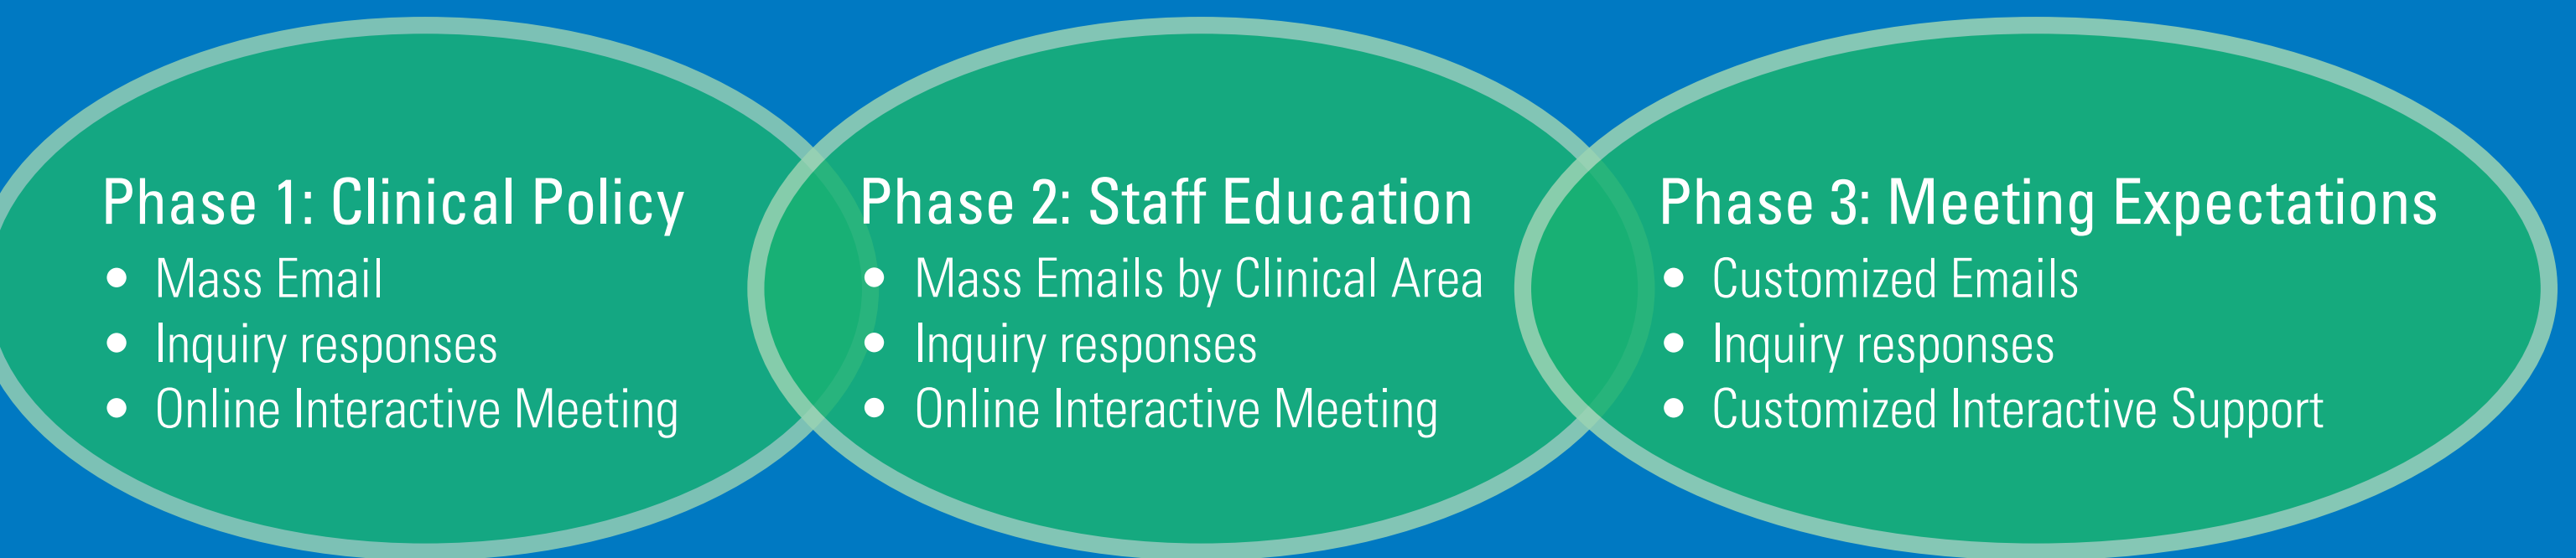 Phase 1: Clinical Policy
• Mass Email
• Inquiry responses
• Online Interactive Meeting
Phase 2: Staff Education
• Mass Emails by Clinical Area
• Inquiry responses
• Online Interactive Meeting
Phase 3: Meeting Expectations
• Customized Emails
• Inquiry responses
• Customized Interactive Support